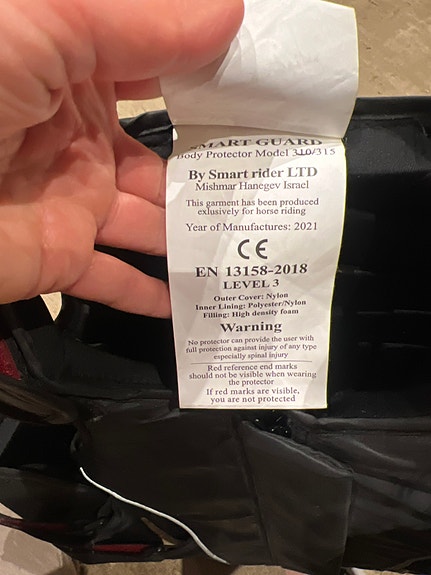 SMART GUARD
Body Protector Model 310/315
By Smart rider LTD
Mishmar Hanegev Israel
This garment has been produced
exlusively for horse riding
Year of Manufactures: 2021
CE
EN 13158-2018
LEVEL 3
Outer Cover: Nylon
Inner Lining: Polyester/Nylon
Filling: High density foam
Warning
No protector can provide the user with
full protection against injury of any type
especially spinal injury
Red reference end marks
should not be visible when wearing
the protector
If red marks are visible,
you are not protected